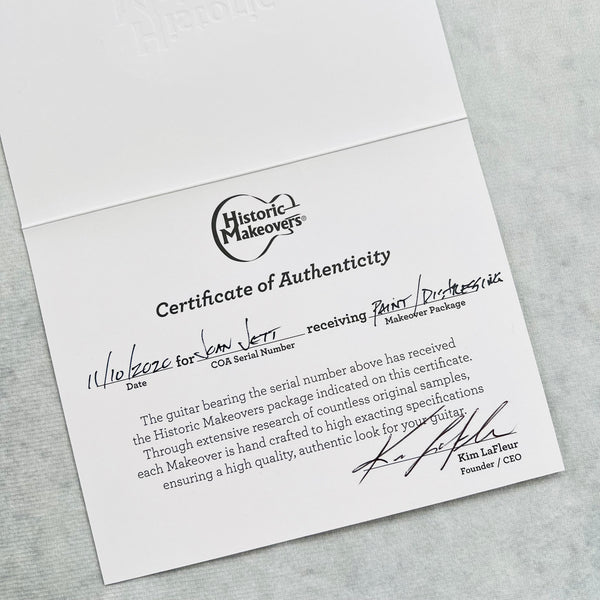 Historic
Makeovers®
Certificate of Authenticity
11/10/2020 for JOAN JETT receiving PAINT/DISTRESSING
Date COA Serial Number Makeover Package
The guitar bearing the serial number above has received
the Historic Makeovers package indicated on this certificate.
Through extensive research of countless original samples,
each Makeover is hand crafted to high exacting specifications
ensuring a high quality, authentic look for your guitar.
Kim LaFleur
Founder / CEO